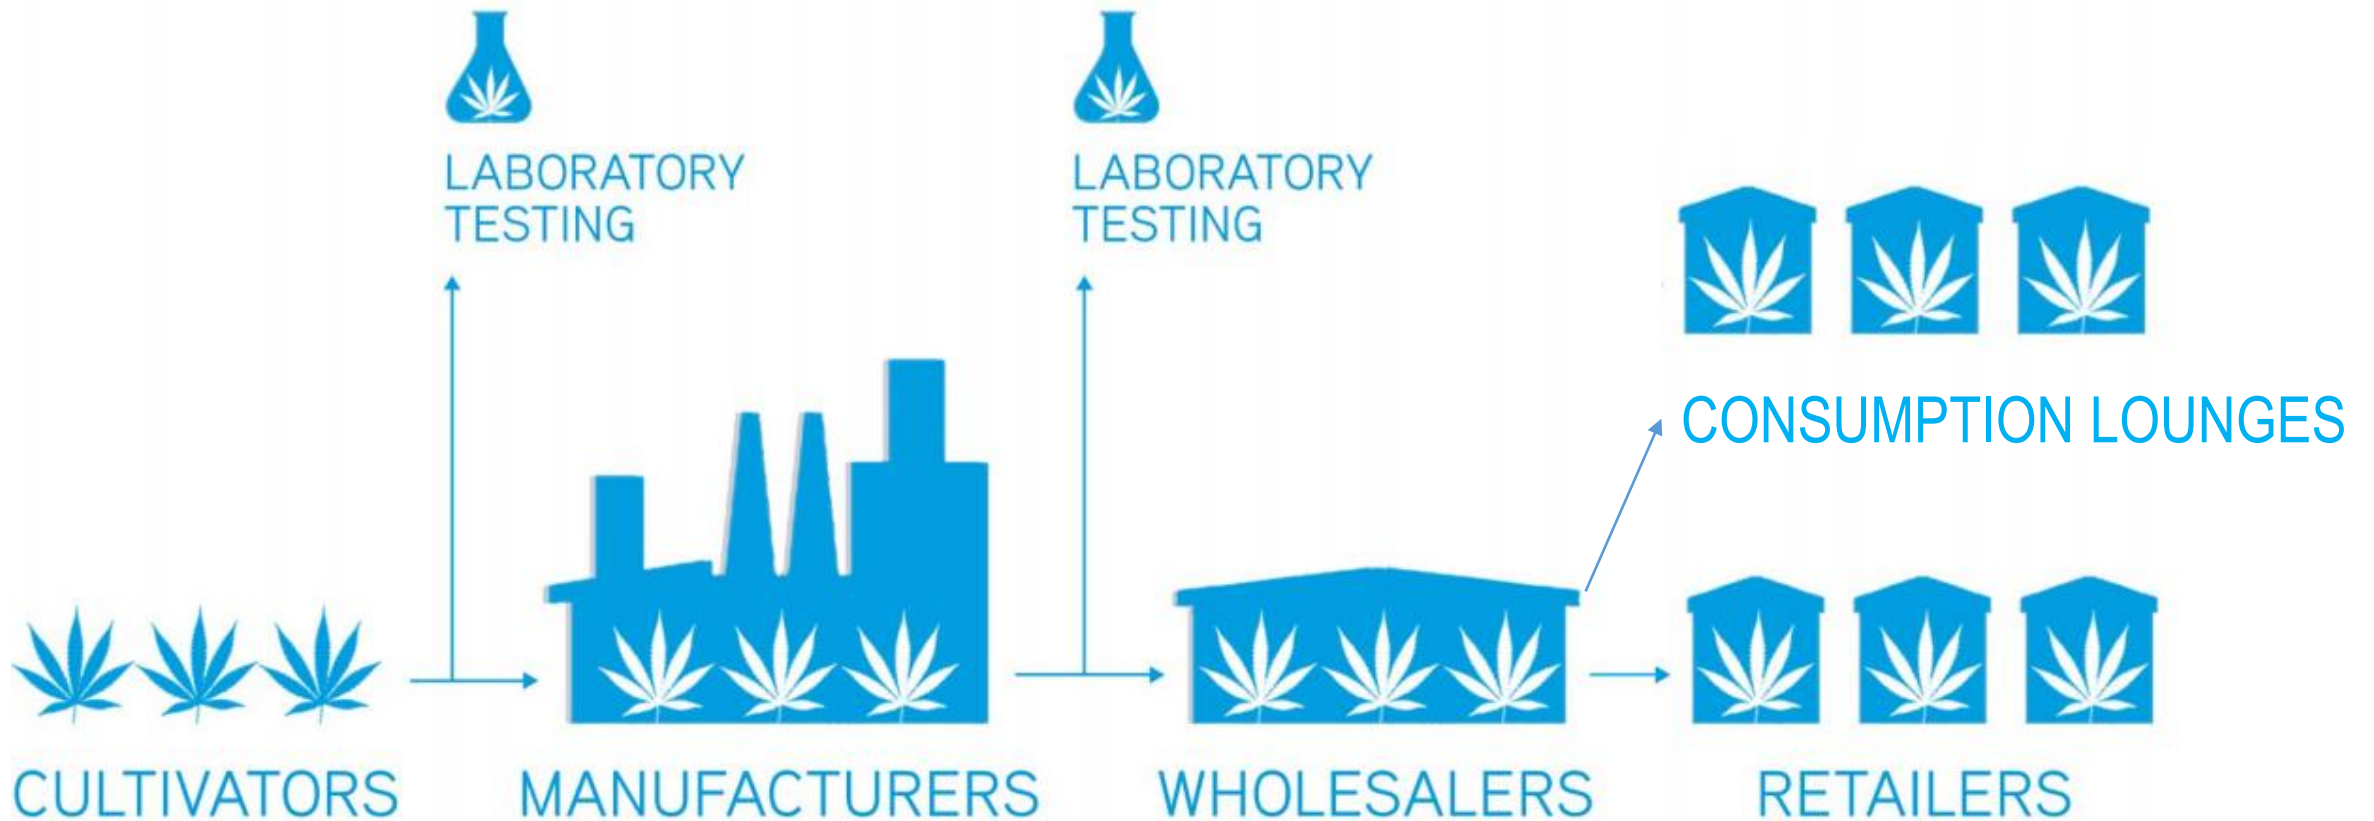 LABORATORY
TESTING
LABORATORY
TESTING
CONSUMPTION LOUNGES
CULTIVATORS
MANUFACTURERS
WHOLESALERS
RETAILERS